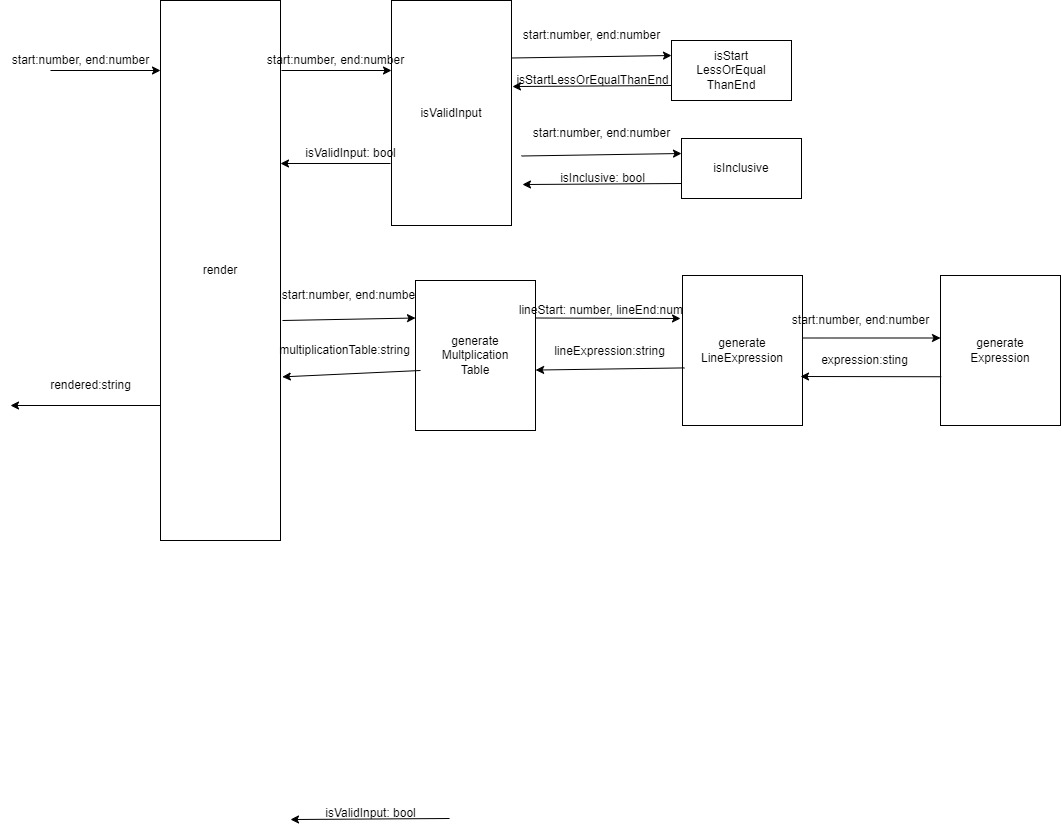 start:number, end:number
start:number, end:number
start:number, end:number
isStart
LessOrEqual
ThanEnd
isStartLessOrEqualThanEnd
isValidInput
start:number, end:number
isValidInput: bool
isInclusive
isInclusive: bool
render
start:number, end:numbe
lineStart: number, lineEnd:num
start:number, end:number
generate
Multplication
Table
generate
LineExpression
generate
Expression
multiplicationTable:string
lineExpression:string
expression:sting
rendered:string
isValidInput: bool